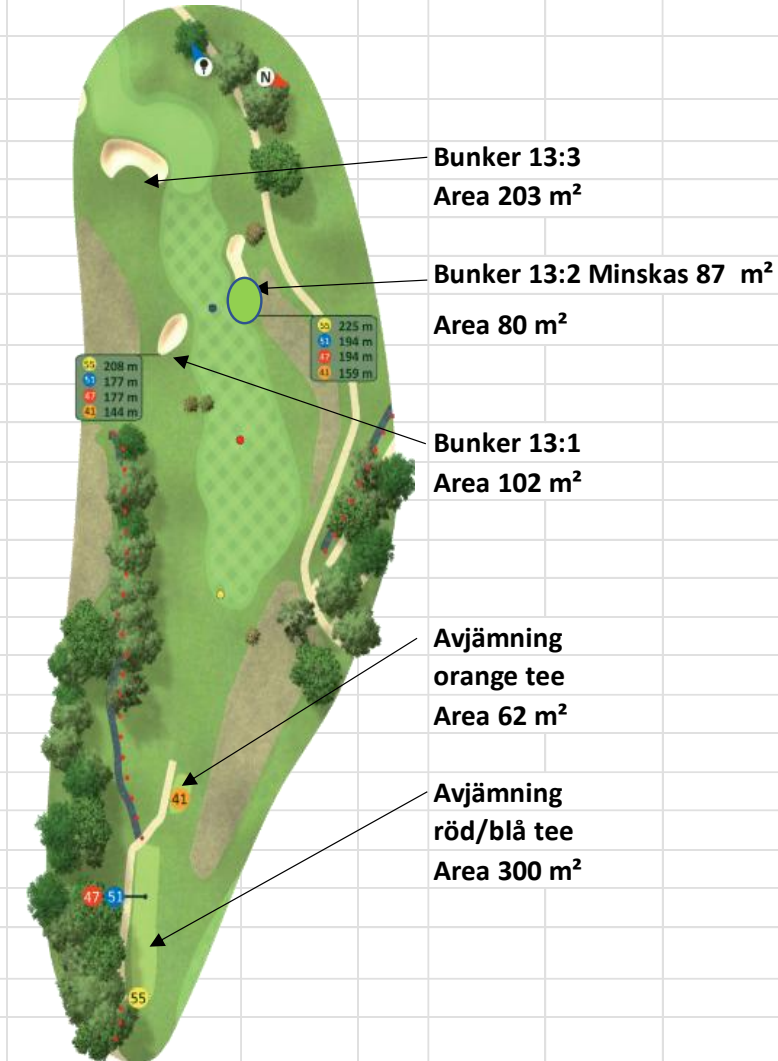 N
Bunker 13:3
Area 203 m²
Bunker 13:2 Minskas 87 m²
Area 80 m²
55 225 m
51 194 m
47 194 m
41 159 m
55 208 m
51 177 m
47 177 m
41 144 m
Bunker 13:1
Area 102 m²
Avjämning
orange tee
Area 62 m²
41
Avjämning
röd/blå tee
Area 300 m²
47 51
55